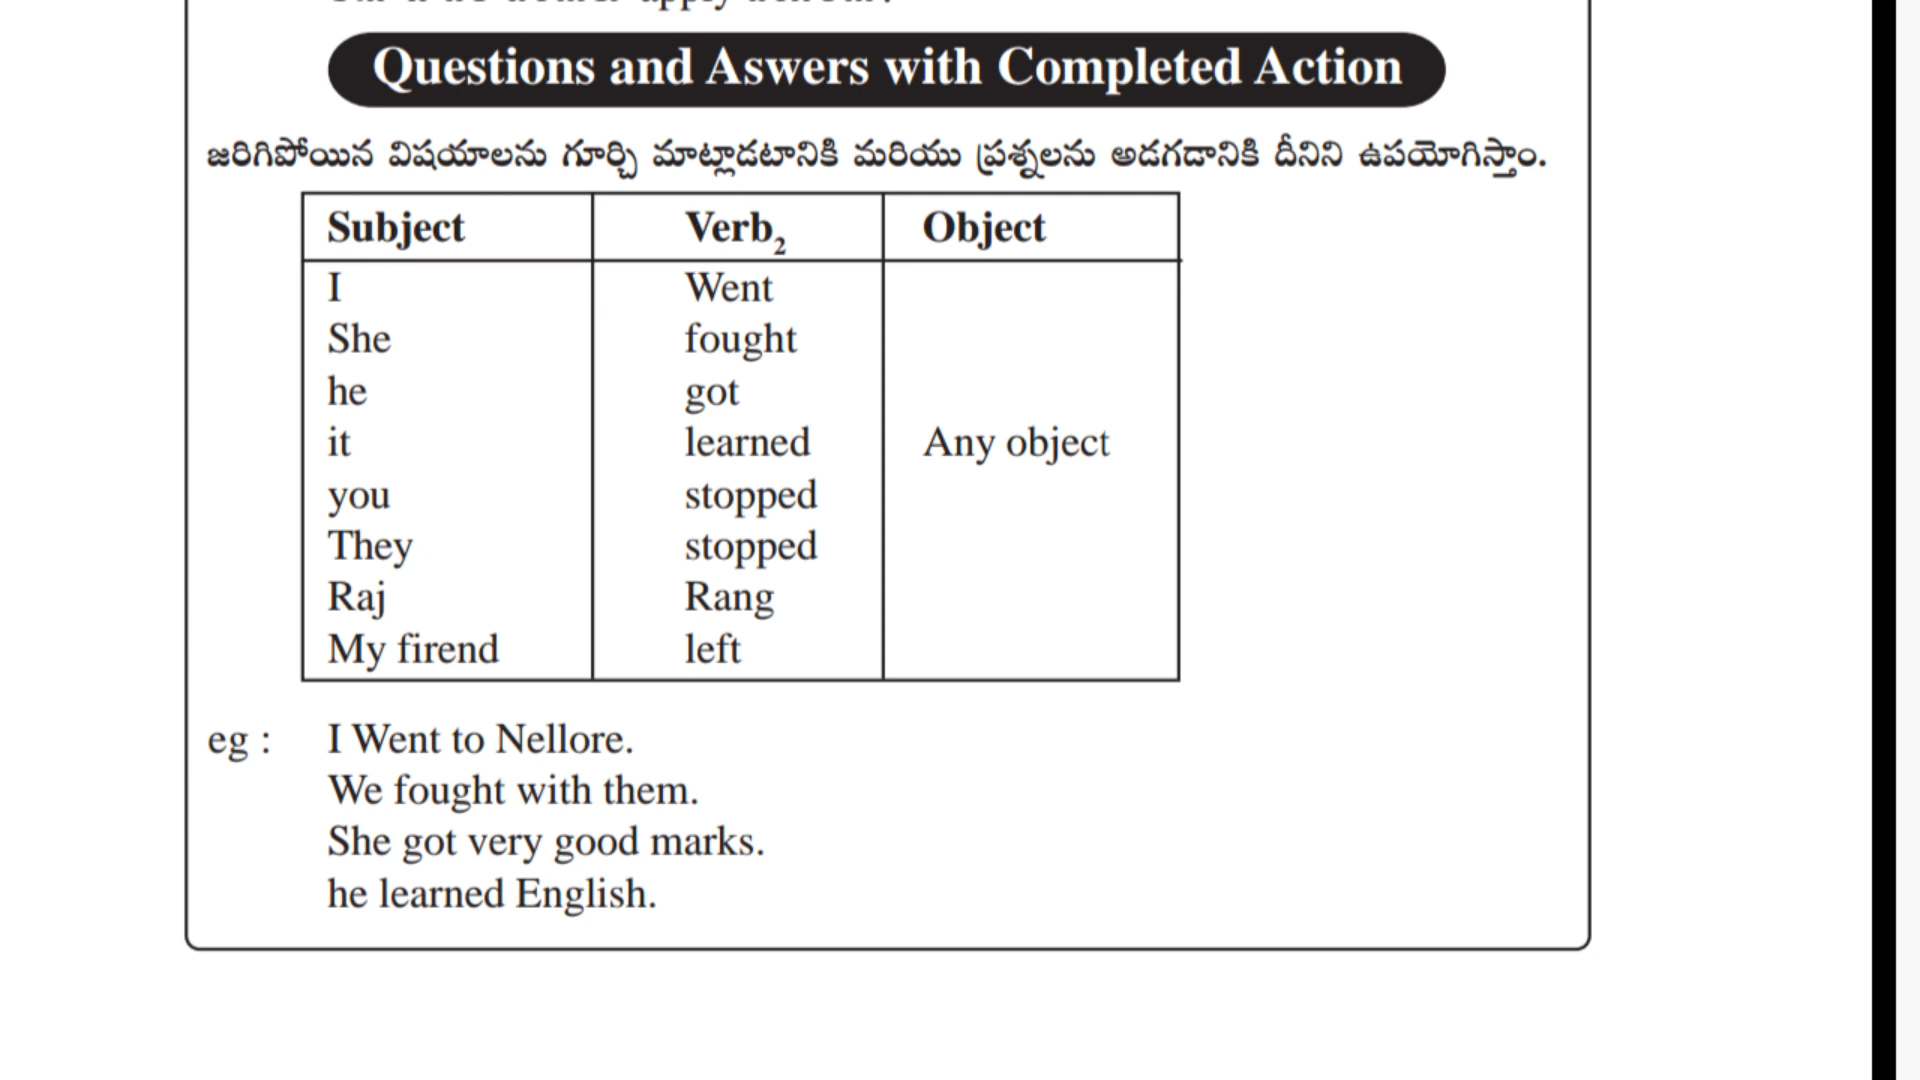 Questions and Aswers with Completed Action
జరిగిపోయిన విషయాలను గూర్చి మాట్లాడటానికి మరియు ప్రశ్నలను అడగడానికి దీనిని ఉపయోగిస్తాం.
Subject Verb2 Object
I Went
She fought
he got
it learned Any object
you stopped
They stopped
Raj Rang
My firend left
eg : I Went to Nellore.
We fought with them.
She got very good marks.
he learned English.